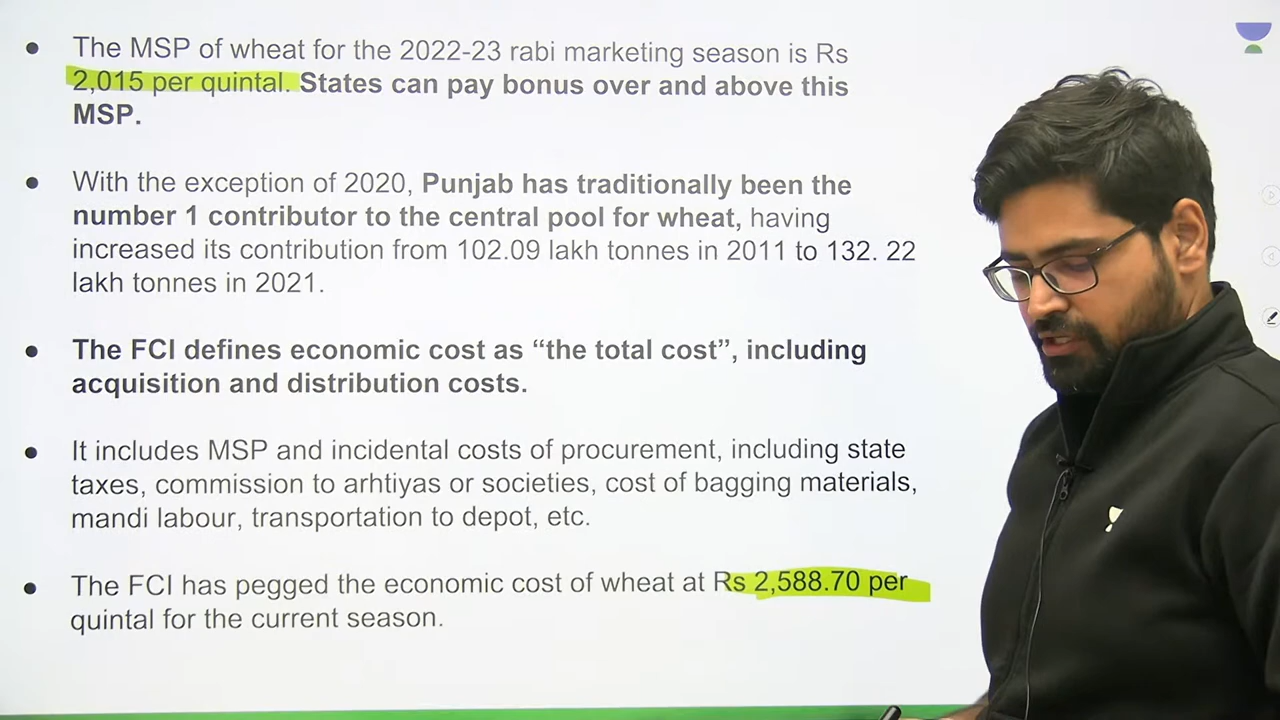 ● The MSP of wheat for the 2022-23 rabi marketing season is Rs
2,015 per quintal. States can pay bonus over and above this
MSP.
● With the exception of 2020, Punjab has traditionally been the
number 1 contributor to the central pool for wheat, having
increased its contribution from 102.09 lakh tonnes in 2011 to 132. 22
lakh tonnes in 2021.
● The FCI defines economic cost as “the total cost”, including
acquisition and distribution costs.
● It includes MSP and incidental costs of procurement, including state
taxes, commission to arhtiyas or societies, cost of bagging materials,
mandi labour, transportation to depot, etc.
● The FCI has pegged the economic cost of wheat at Rs 2,588.70 per
quintal for the current season.